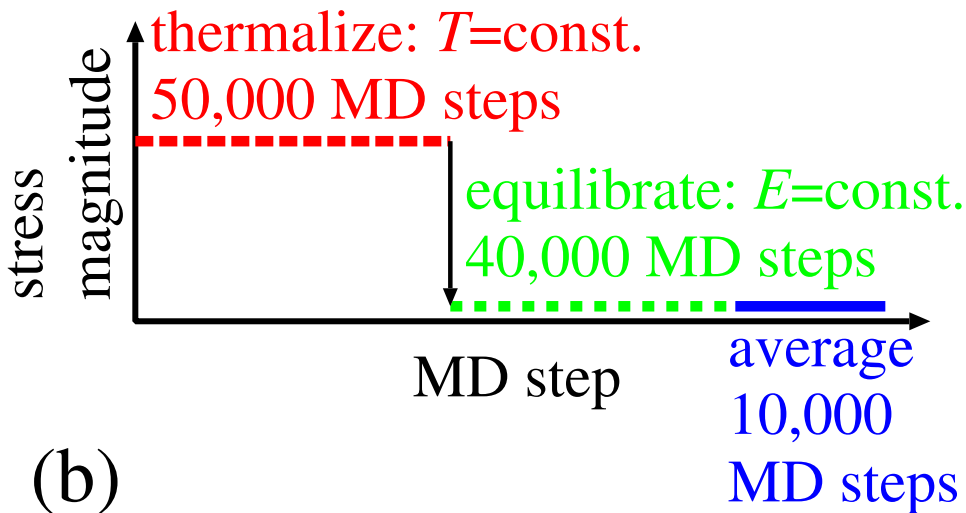 thermalize: T=const.
50,000 MD steps
stress
magnitude
equilibrate: E=const.
40,000 MD steps
MD step
average
10,000
MD steps
(b)